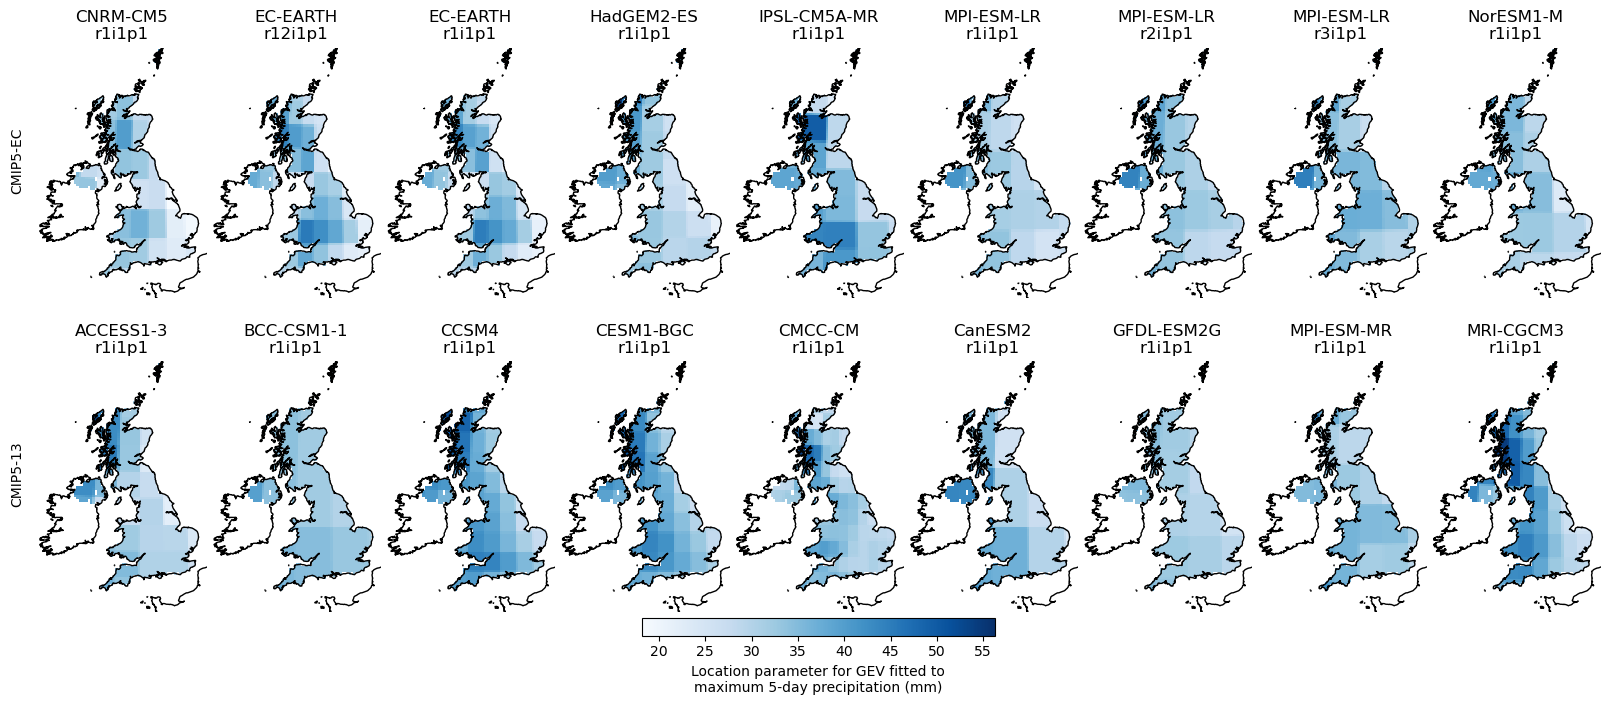 CNRM-CM5 EC-EARTH EC-EARTH HadGEM2-ES IPSL-CM5A-MR MPI-ESM-LR MPI-ESM-LR MPI-ESM-LR NorESM1-M
r1i1p1 r12i1p1 r1i1p1 r1i1p1 r1i1p1 r1i1p1 r2i1p1 r3i1p1 r1i1p1
CMIP5-EC
ACCESS1-3 BCC-CSM1-1 CCSM4 CESM1-BGC CMCC-CM CanESM2 GFDL-ESM2G MPI-ESM-MR MRI-CGCM3
r1i1p1 r1i1p1 r1i1p1 r1i1p1 r1i1p1 r1i1p1 r1i1p1 r1i1p1 r1i1p1
CMIP5-13
20 25 30 35 40 45 50 55
Location parameter for GEV fitted to
maximum 5-day precipitation (mm)